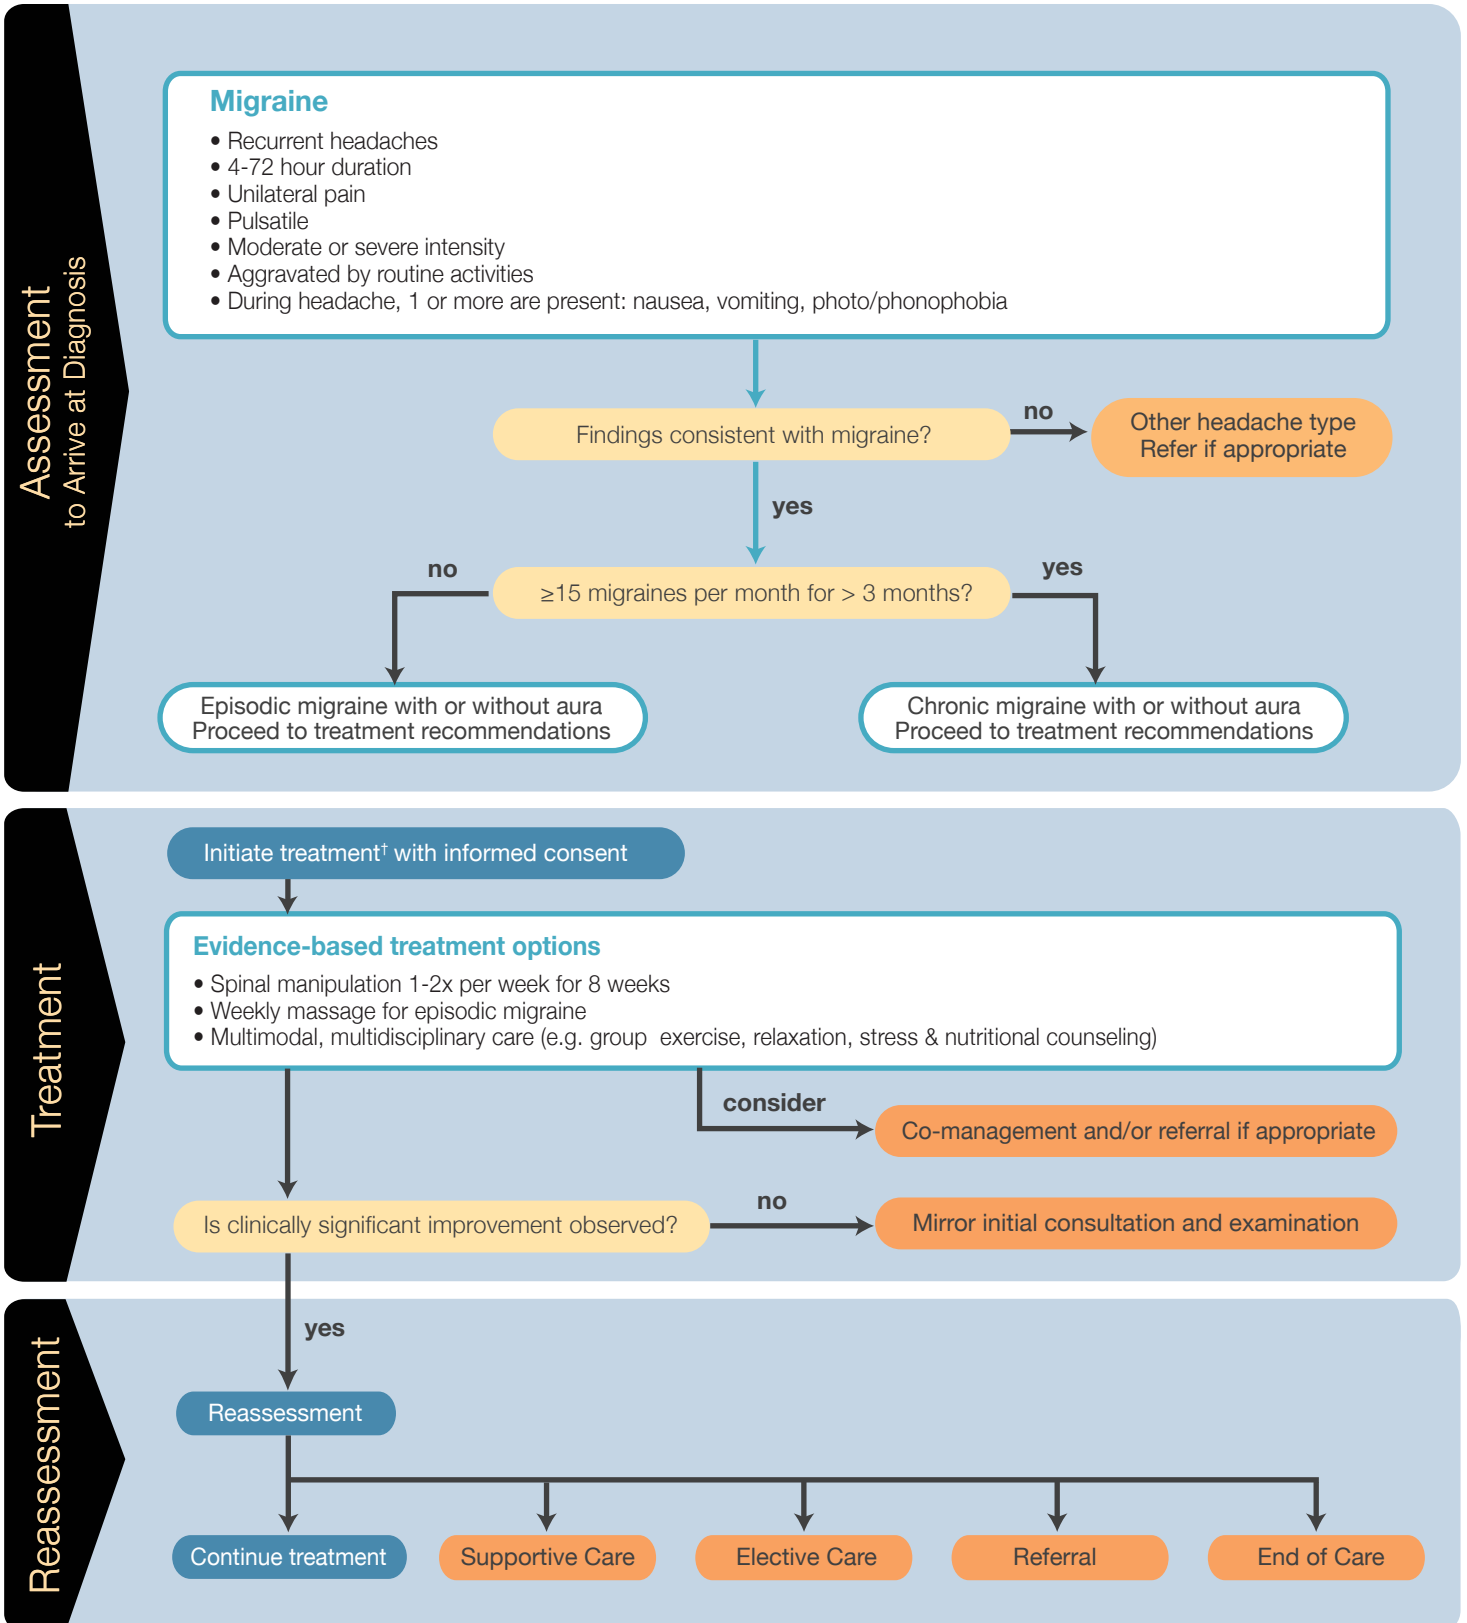 Assessment
to Arrive at Diagnosis
Migraine
• Recurrent headaches
• 4-72 hour duration
• Unilateral pain
• Pulsatile
• Moderate or severe intensity
• Aggravated by routine activities
• During headache, 1 or more are present: nausea, vomiting, photo/phonophobia
Findings consistent with migraine?
no
Other headache type
Refer if appropriate
yes
no
≥15 migraines per month for > 3 months?
yes
Episodic migraine with or without aura
Proceed to treatment recommendations
Chronic migraine with or without aura
Proceed to treatment recommendations
Treatment
Initiate treatment† with informed consent
Evidence-based treatment options
• Spinal manipulation 1-2x per week for 8 weeks
• Weekly massage for episodic migraine
• Multimodal, multidisciplinary care (e.g. group exercise, relaxation, stress & nutritional counseling)
consider
Co-management and/or referral if appropriate
Is clinically significant improvement observed?
no
Mirror initial consultation and examination
Reassessment
yes
Reassessment
Continue treatment
Supportive Care
Elective Care
Referral
End of Care